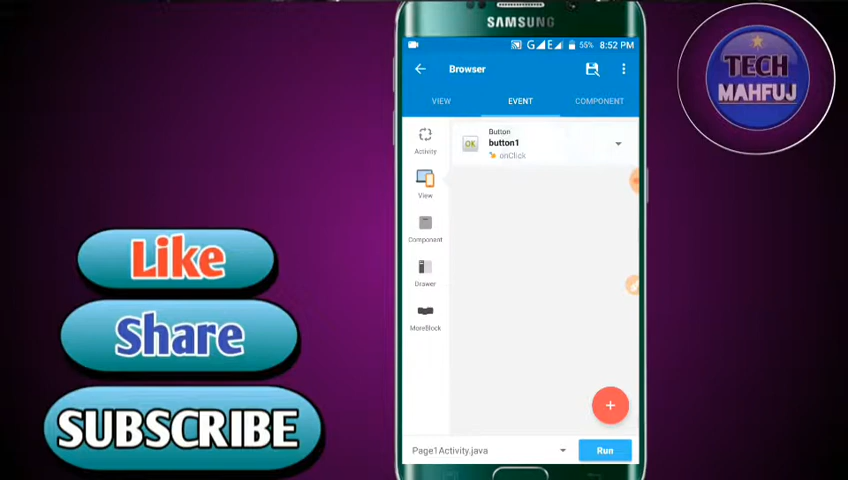 SAMSUNG
G E 55% 8:52 PM
Browser
VIEW EVENT COMPONENT
Activity
View
Component
Drawer
MoreBlock
Button
OK
button1
onClick
+
Page1Activity.java
Run
Like
Share
SUBSCRIBE
TECH
MAHFUJ